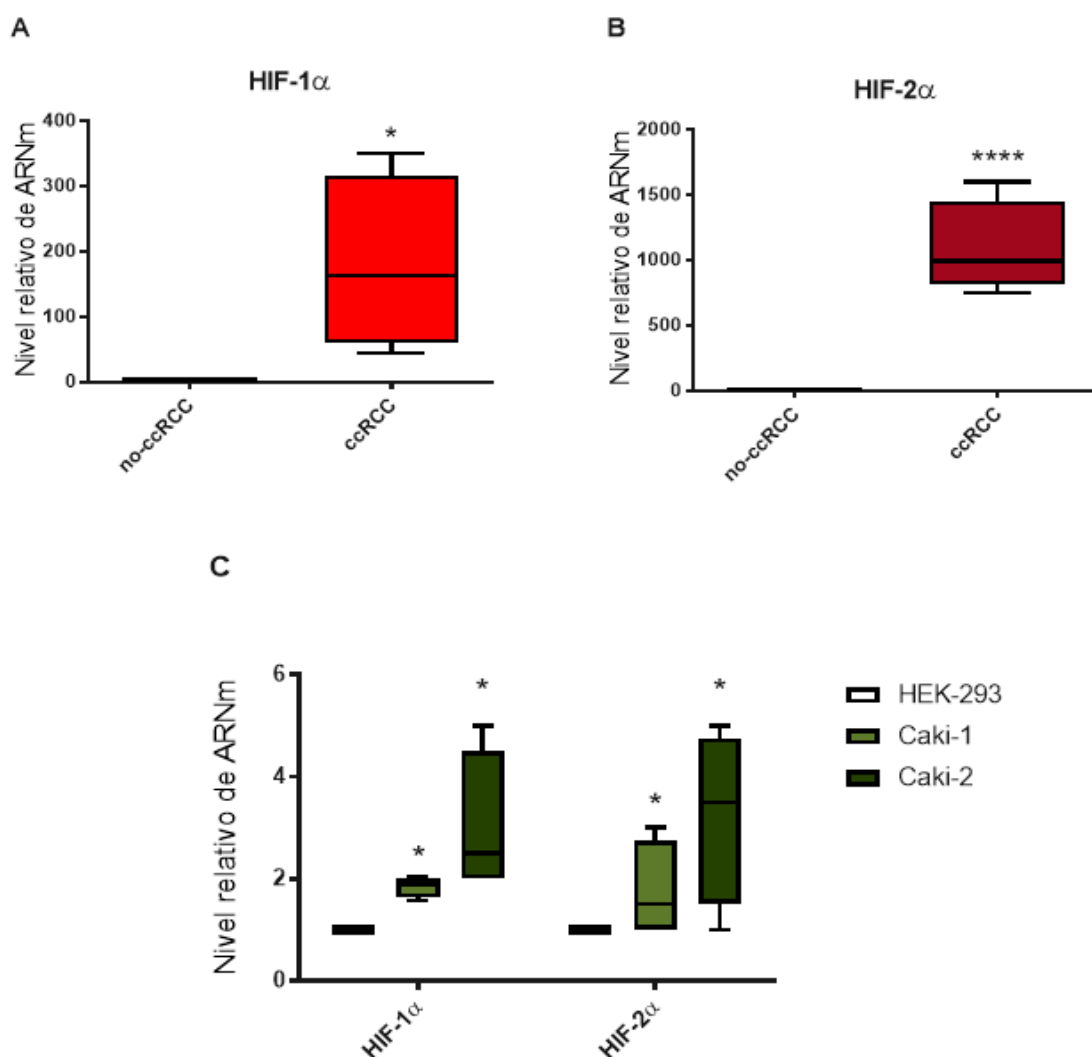 A
HIF-1α
Nivel relativo de ARNm
400
300
200
100
0
*
no-ccRCC
ccRCC
B
HIF-2α
Nivel relativo de ARNm
2000
1500
1000
500
0
****
no-ccRCC
ccRCC
C
Nivel relativo de ARNm
6
4
2
0
*
*
*
*
HIF-1α
HIF-2α
HEK-293
Caki-1
Caki-2